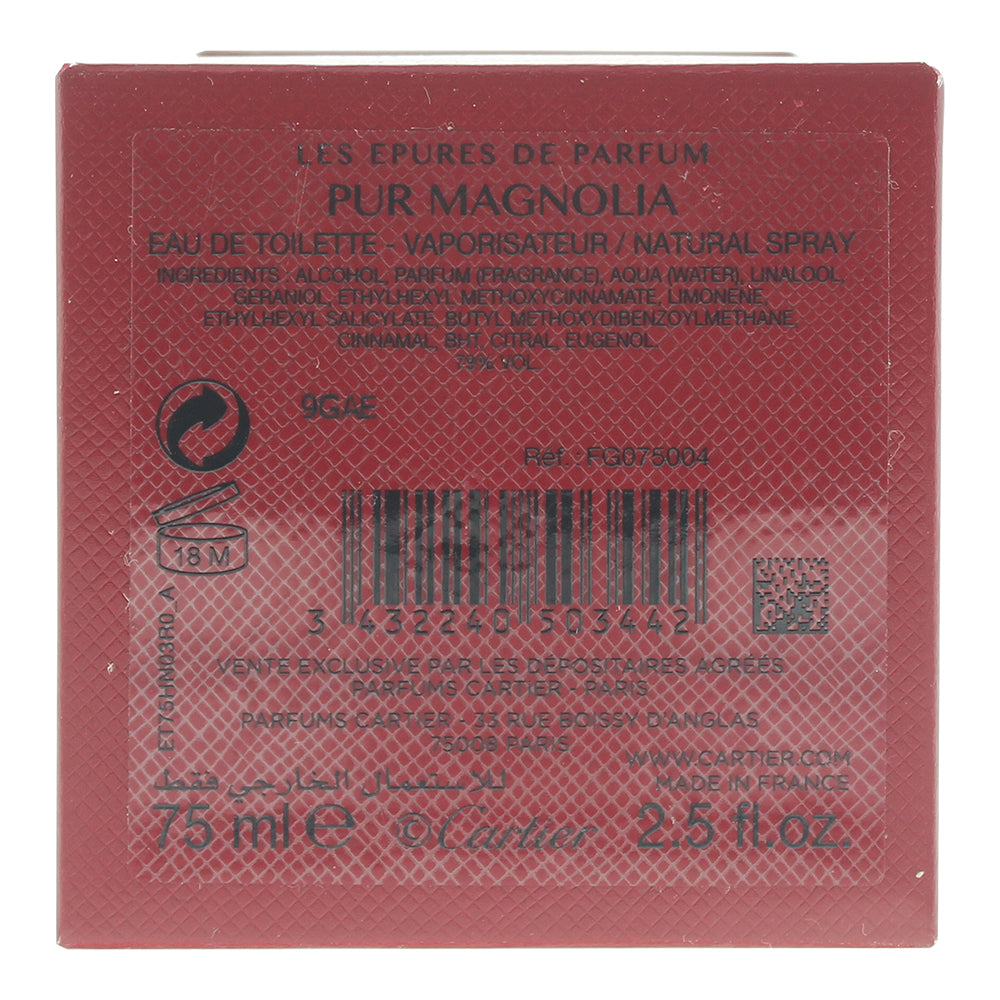 LES EPURES DE PARFUM
PUR MAGNOLIA
EAU DE TOILETTE - VAPORISATEUR / NATURAL SPRAY
INGREDIENTS : ALCOHOL, PARFUM (FRAGRANCE), AQUA (WATER), LINALOOL,
GERANIOL, ETHYLHEXYL METHOXYCINNAMATE, LIMONENE,
ETHYLHEXYL SALICYLATE, BUTYL METHOXYDIBENZOYLMETHANE,
CINNAMAL, BHT, CITRAL, EUGENOL.
79% VOL.
9GAE
Réf. : FG075004
18 M
ET75HN03R0_A
3 432240 503442
VENTE EXCLUSIVE PAR LES DÉPOSITAIRES AGRÉÉS
PARFUMS CARTIER - PARIS
PARFUMS CARTIER - 33 RUE BOISSY D'ANGLAS
75008 PARIS
WWW.CARTIER.COM
MADE IN FRANCE
للاستعمال الخارجي فقط
75 ml e ©Cartier 2.5 fl.oz.